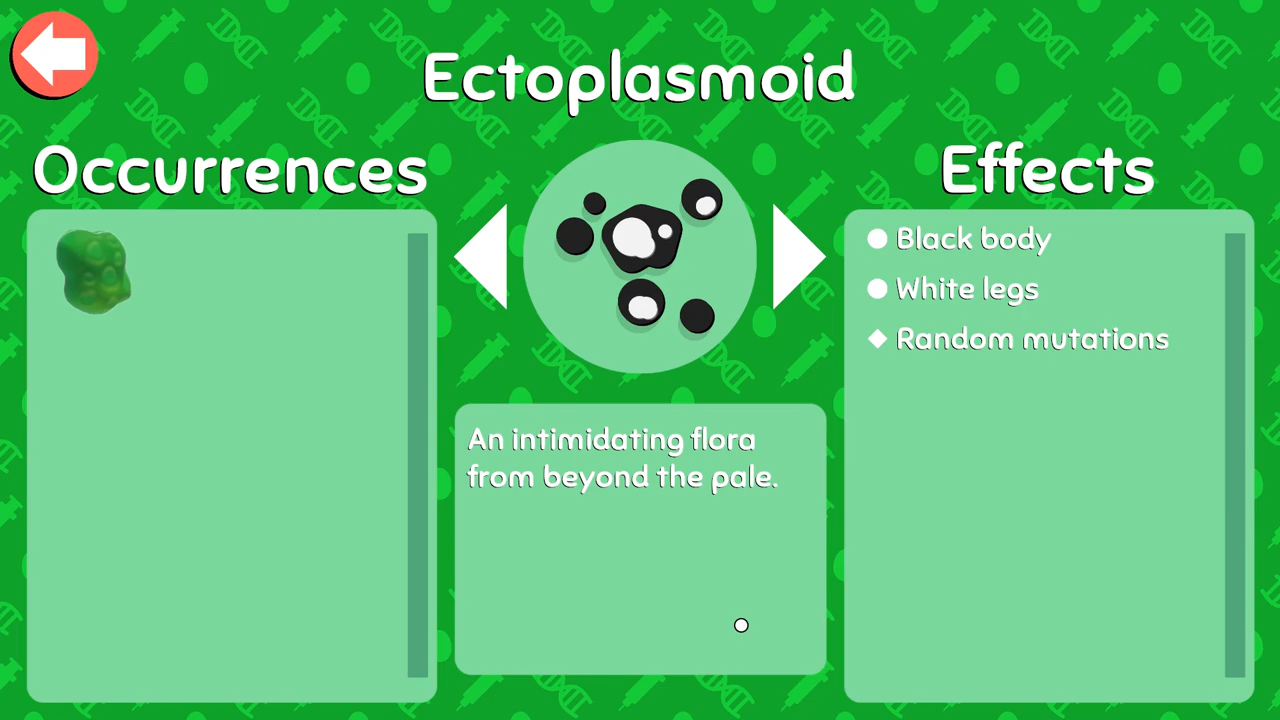 Ectoplasmoid
Occurrences
Effects
Black body
White legs
Random mutations
An intimidating flora
from beyond the pale.